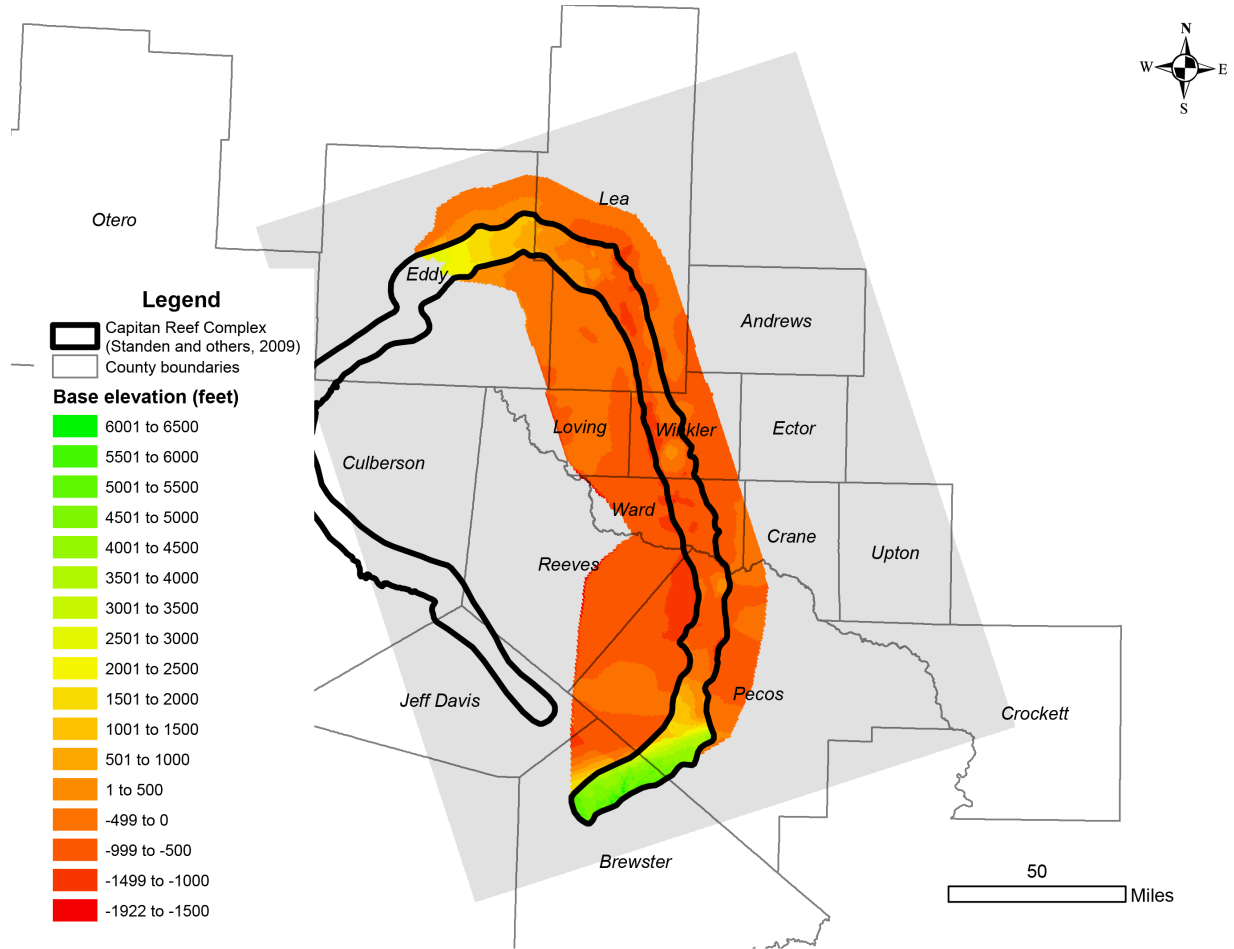 N
W
E
S
Lea
Otero
Eddy
Legend
Capitan Reef Complex
(Standen and others, 2009)
County boundaries
Base elevation (feet)
6001 to 6500
5501 to 6000
5001 to 5500
4501 to 5000
4001 to 4500
3501 to 4000
3001 to 3500
2501 to 3000
2001 to 2500
1501 to 2000
1001 to 1500
501 to 1000
1 to 500
-499 to 0
-999 to -500
-1499 to -1000
-1922 to -1500
Andrews
Loving
Winkler
Ector
Culberson
Ward
Crane
Upton
Reeves
Jeff Davis
Pecos
Crockett
Brewster
50
Miles